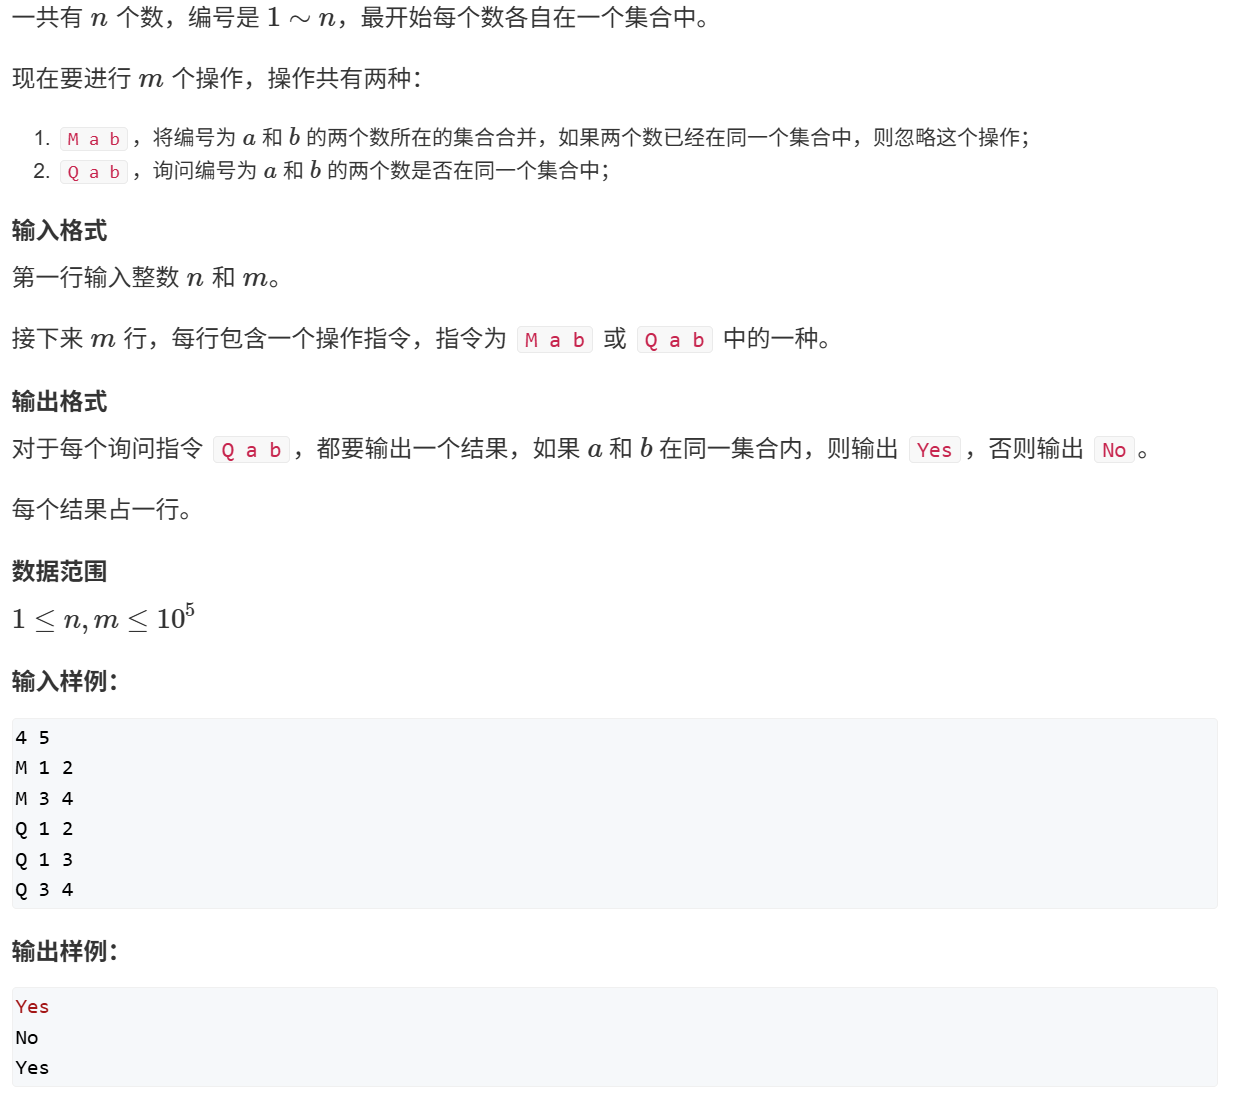 一共有 n 个数，编号是 1 ∼ n，最开始每个数各自在一个集合中。
现在要进行 m 个操作，操作共有两种：
1. M a b ，将编号为 a 和 b 的两个数所在的集合合并，如果两个数已经在同一个集合中，则忽略这个操作；
2. Q a b ，询问编号为 a 和 b 的两个数是否在同一个集合中；
输入格式
第一行输入整数 n 和 m。
接下来 m 行，每行包含一个操作指令，指令为 M a b 或 Q a b 中的一种。
输出格式
对于每个询问指令 Q a b ，都要输出一个结果，如果 a 和 b 在同一集合内，则输出 Yes ，否则输出 No 。
每个结果占一行。
数据范围
1 ≤ n, m ≤ 10⁵
输入样例：
4 5
M 1 2
M 3 4
Q 1 2
Q 1 3
Q 3 4
输出样例：
Yes
No
Yes